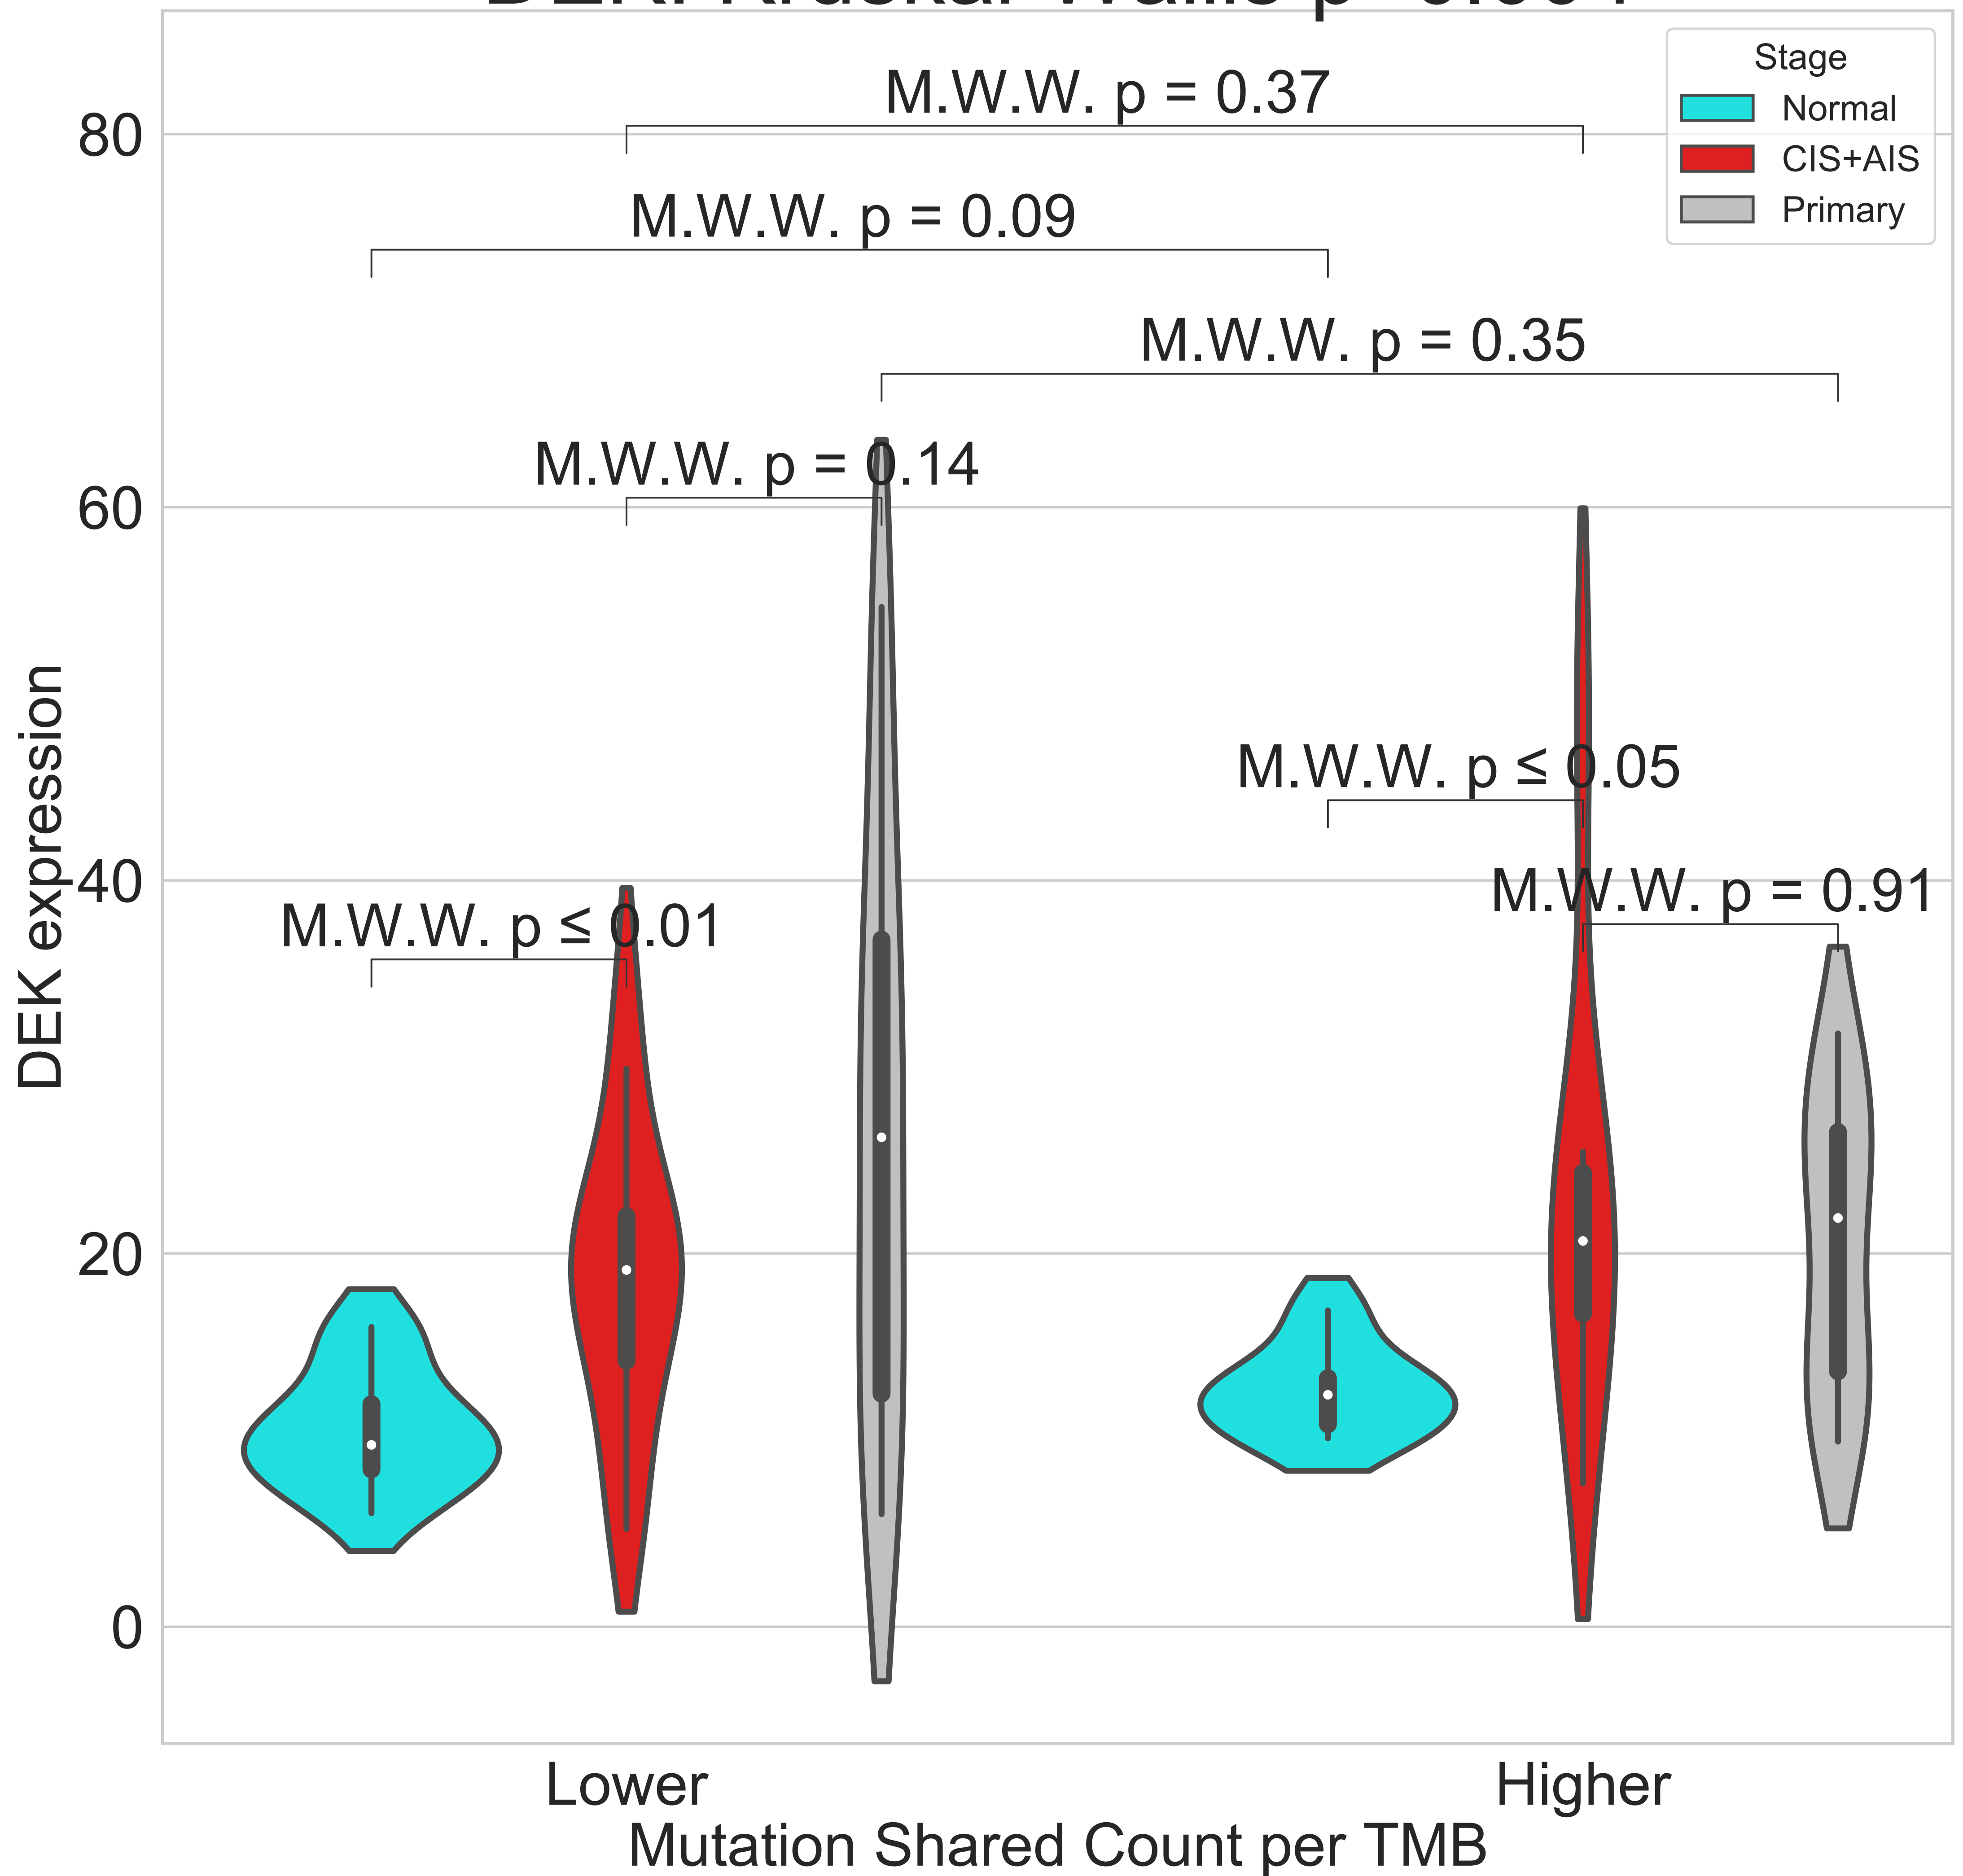 Stage
Normal
CIS+AIS
Primary
M.W.W. p = 0.37
M.W.W. p = 0.09
M.W.W. p = 0.35
M.W.W. p = 0.14
M.W.W. p ≤ 0.05
M.W.W. p = 0.91
M.W.W. p ≤ 0.01
80
60
40
20
0
DEK expression
Lower
Higher
Mutation Shared Count per TMB